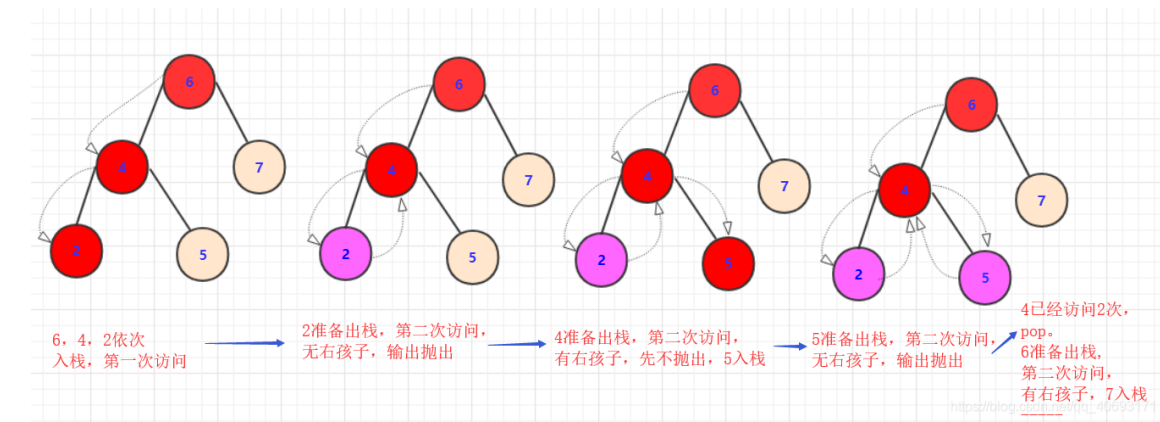 6
4
7
2
5
6
4
7
2
5
6
4
7
2
5
6
4
7
2
5
6，4，2依次
入栈，第一次访问
2准备出栈，第二次访问，
无右孩子，输出抛出
4准备出栈，第二次访问，
有右孩子，先不抛出，5入栈
5准备出栈，第二次访问，
无右孩子，输出抛出
4已经访问2次，
pop。
6准备出栈，
第二次访问，
有右孩子，7入栈
-----
https://blog.csdn.net/qq_40693171